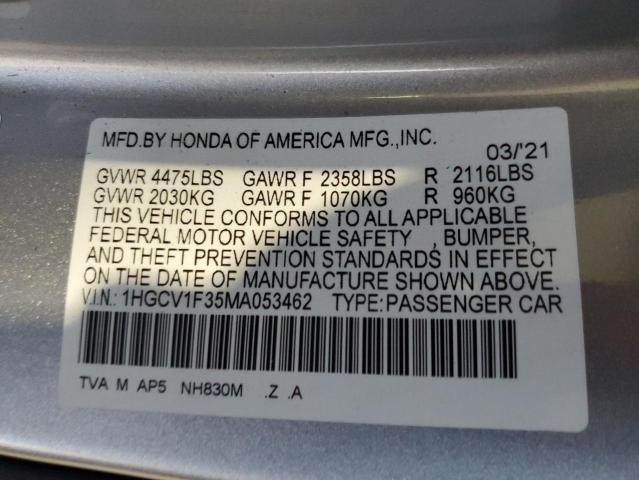 MFD.BY HONDA OF AMERICA MFG.,INC.
03/'21
GVWR 4475LBS GAWR F 2358LBS R 2116LBS
GVWR 2030KG GAWR F 1070KG R 960KG
THIS VEHICLE CONFORMS TO ALL APPLICABLE
FEDERAL MOTOR VEHICLE SAFETY , BUMPER,
AND THEFT PREVENTION STANDARDS IN EFFECT
ON THE DATE OF MANUFACTURE SHOWN ABOVE.
V.I.N.: 1HGCV1F35MA053462 TYPE:PASSENGER CAR
TVA M AP5 NH830M .Z .A